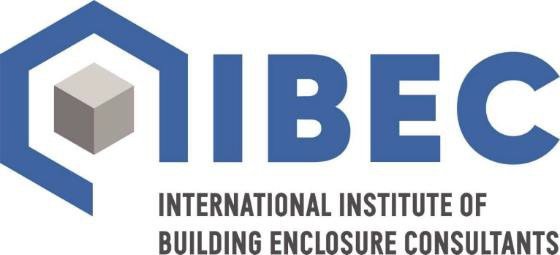 IIBEC
INTERNATIONAL INSTITUTE OF
BUILDING ENCLOSURE CONSULTANTS